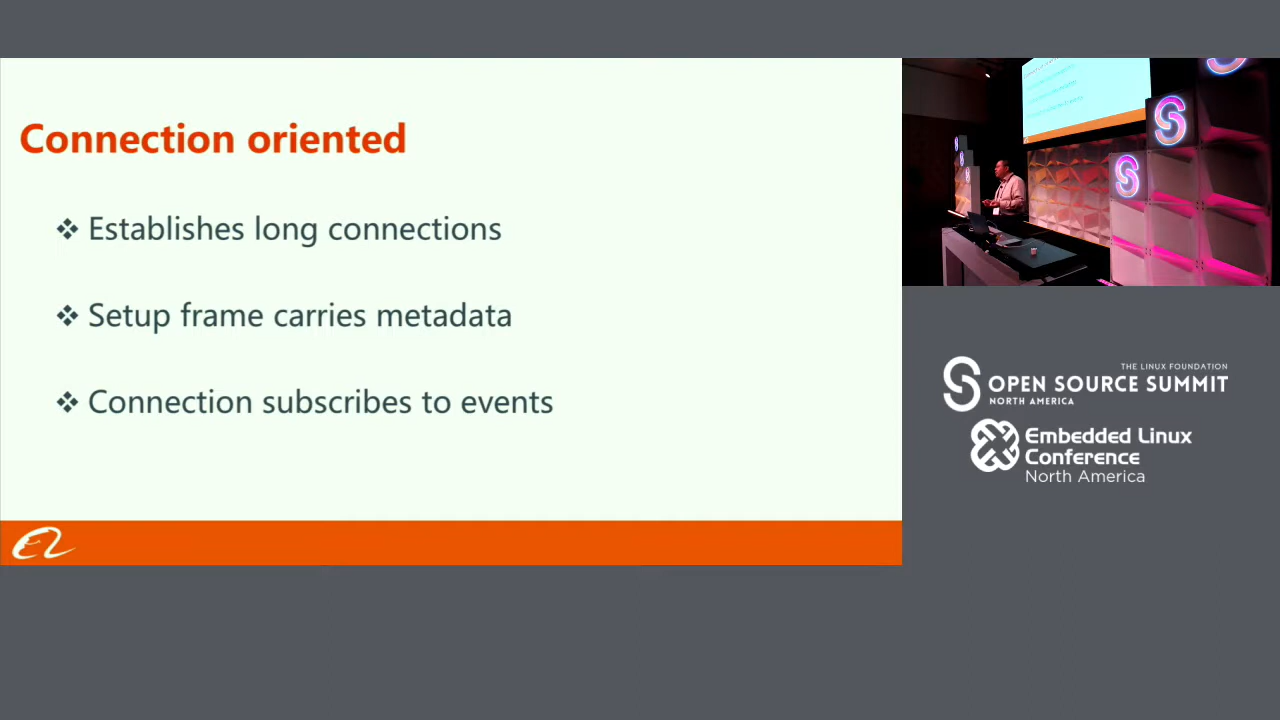 Connection oriented
❖ Establishes long connections
❖ Setup frame carries metadata
❖ Connection subscribes to events
THE LINUX FOUNDATION
OPEN SOURCE SUMMIT
NORTH AMERICA
Embedded Linux
Conference
North America